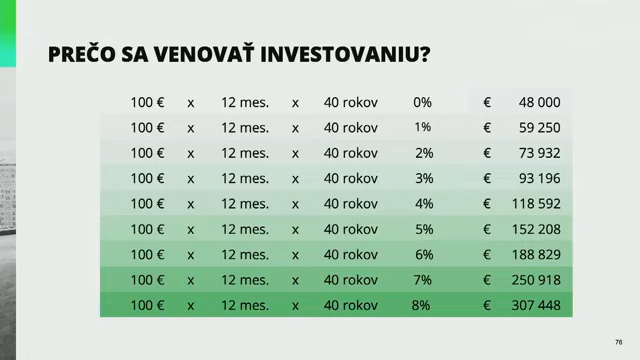 PREČO SA VENOVAŤ INVESTOVANIU?
100 € x 12 mes. x 40 rokov 0% € 48 000
100 € x 12 mes. x 40 rokov 1% € 59 250
100 € x 12 mes. x 40 rokov 2% € 73 932
100 € x 12 mes. x 40 rokov 3% € 93 196
100 € x 12 mes. x 40 rokov 4% € 118 592
100 € x 12 mes. x 40 rokov 5% € 152 208
100 € x 12 mes. x 40 rokov 6% € 188 829
100 € x 12 mes. x 40 rokov 7% € 250 918
100 € x 12 mes. x 40 rokov 8% € 307 448
76